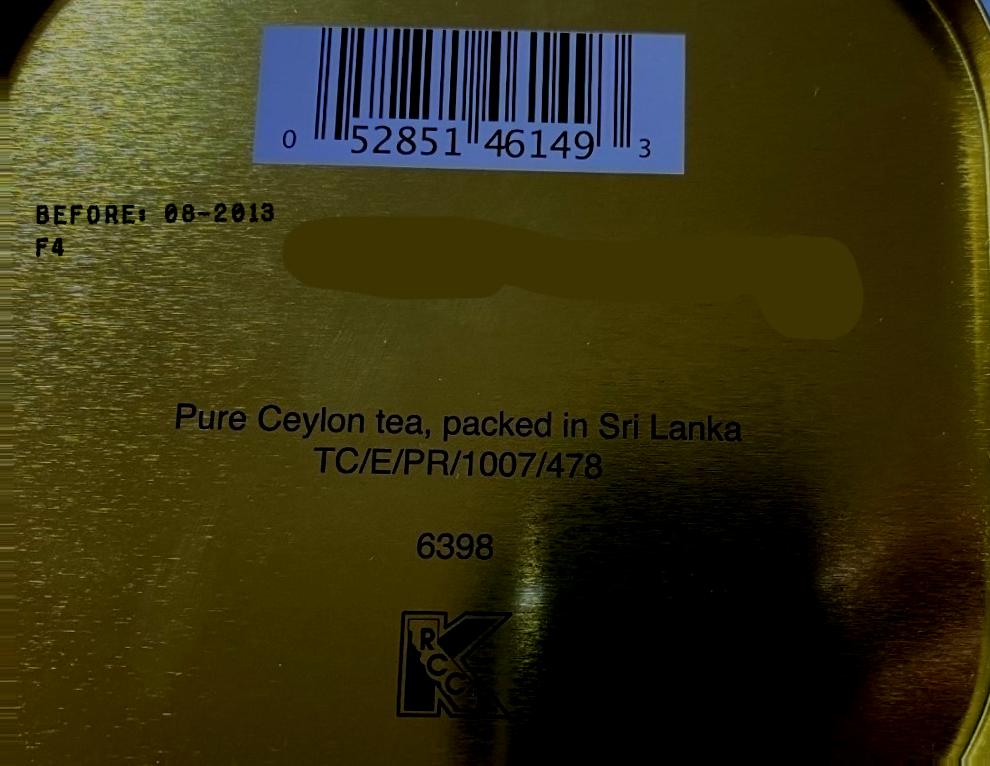 0 52851 46149 3
BEFORE: 08-2013
F4
Pure Ceylon tea, packed in Sri Lanka
TC/E/PR/1007/478
6398
K
RCC